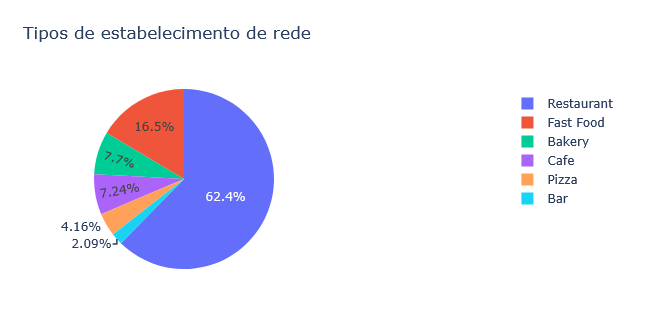 Tipos de estabelecimento de rede
16.5%
7.7%
7.24%
62.4%
4.16%
2.09%
Restaurant
Fast Food
Bakery
Cafe
Pizza
Bar